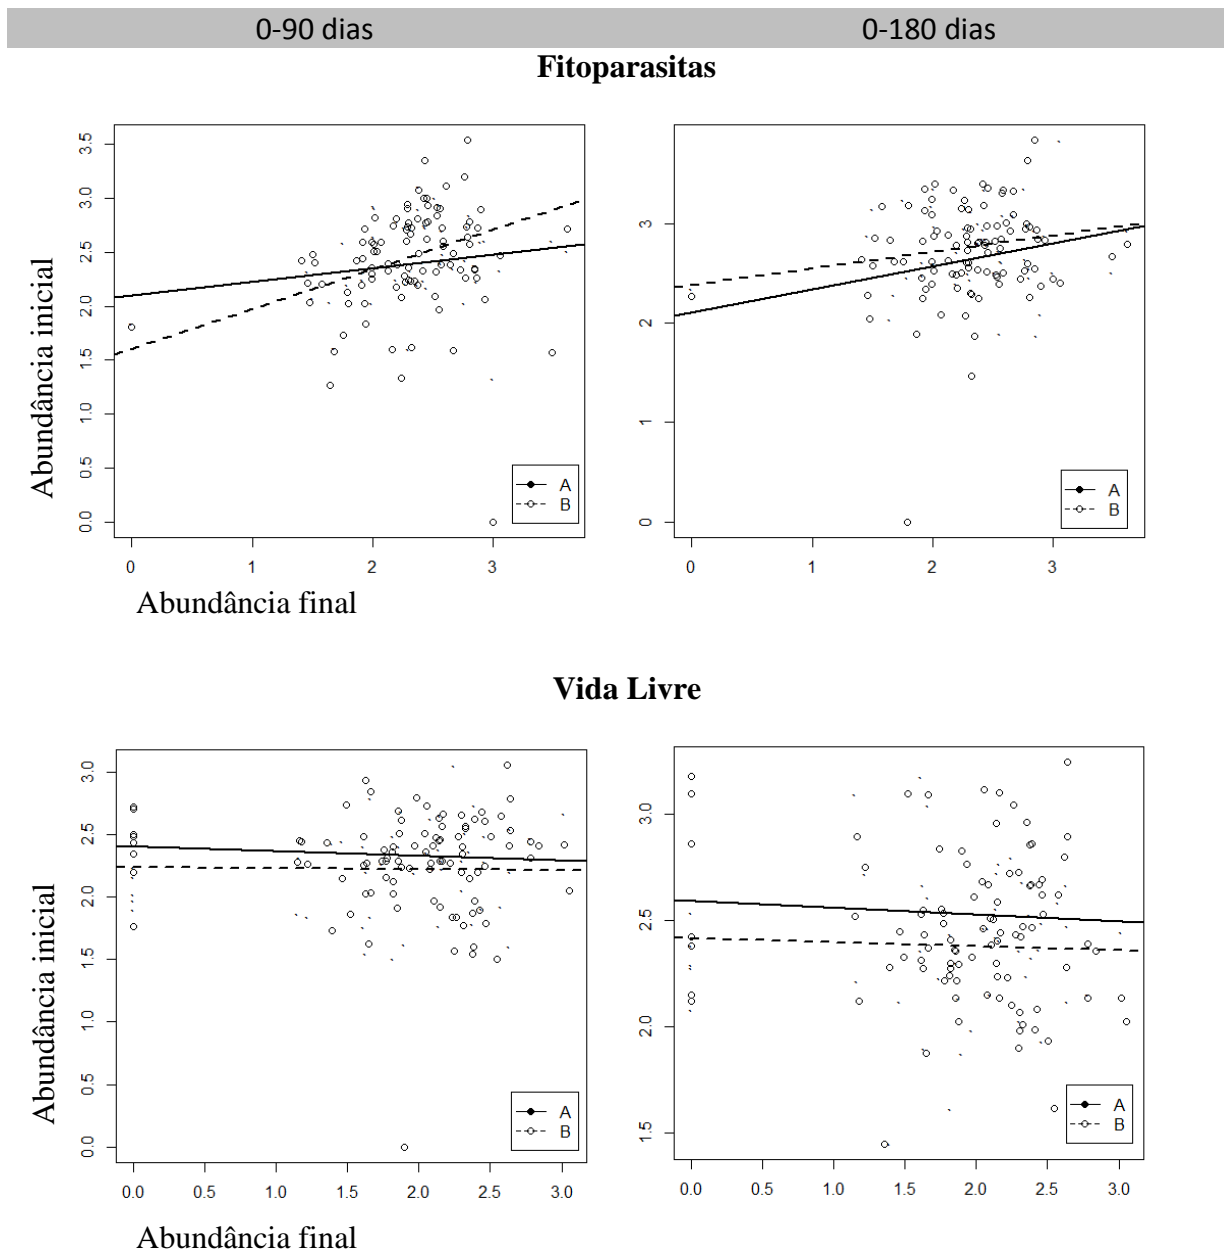 0-90 dias 0-180 dias
Fitoparasitas
Abundância inicial
0.0 0.5 1.0 1.5 2.0 2.5 3.0 3.5
0 1 2 3
A
B
0 1 2 3
0 1 2 3
A
B
Abundância final
Vida Livre
Abundância inicial
0.0 0.5 1.0 1.5 2.0 2.5 3.0
0.0 0.5 1.0 1.5 2.0 2.5 3.0
A
B
1.5 2.0 2.5 3.0
0.0 0.5 1.0 1.5 2.0 2.5 3.0
A
B
Abundância final